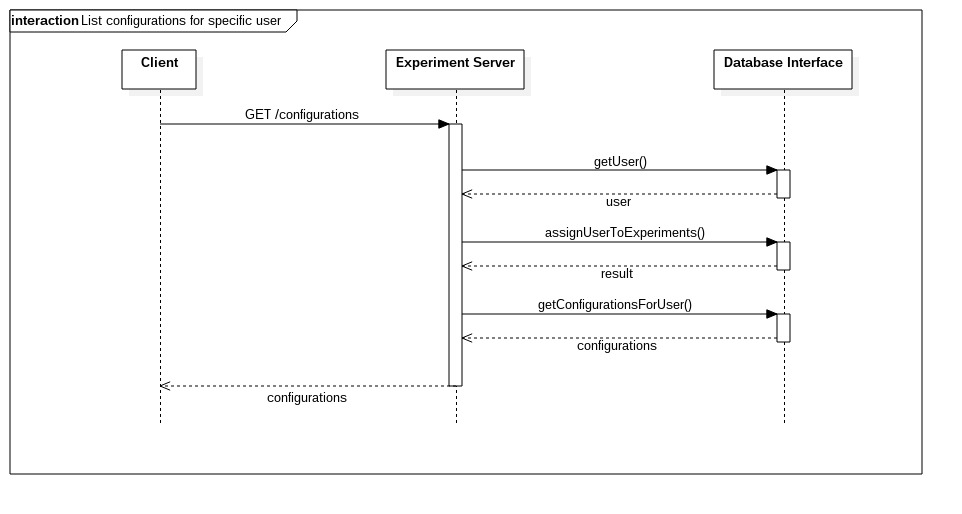 interaction List configurations for specific user
Client
Experiment Server
Database Interface
GET /configurations
getUser()
user
assignUserToExperiments()
result
getConfigurationsForUser()
configurations
configurations